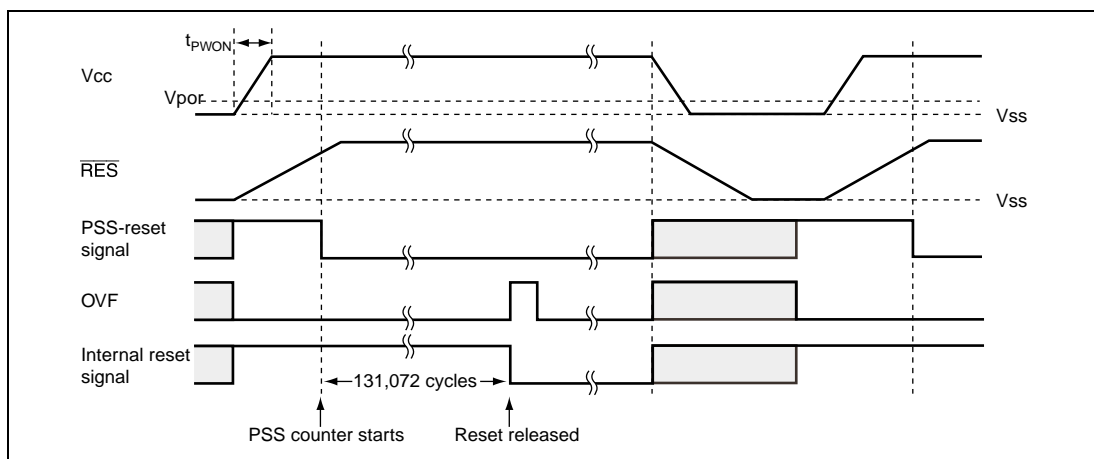 tPWON
Vcc
Vpor
Vss
RES
Vss
PSS-reset
signal
OVF
Internal reset
signal
131,072 cycles
PSS counter starts
Reset released